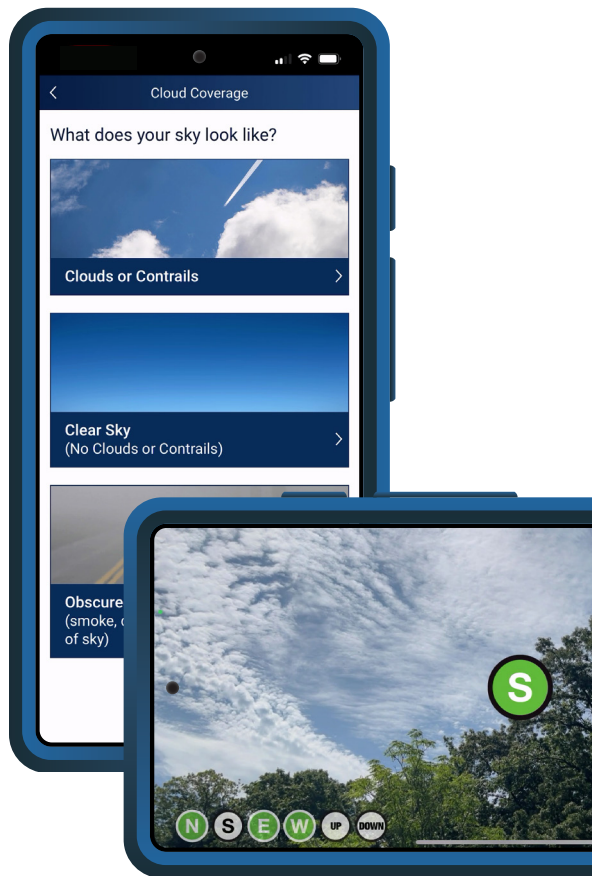 Cloud Coverage
What does your sky look like?
Clouds or Contrails
Clear Sky
(No Clouds or Contrails)
Obscure
(smoke,
of sky)
S
N S E W UP DOWN